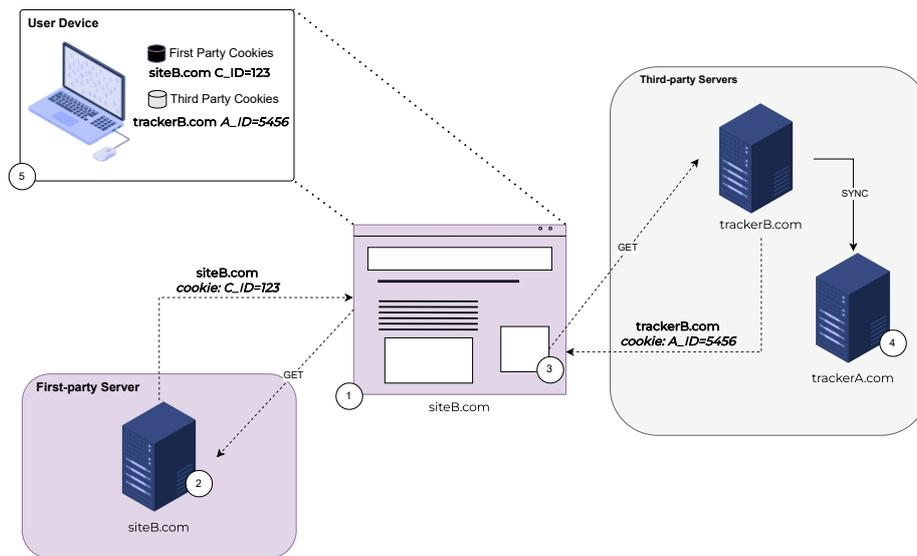 User Device
First Party Cookies
siteB.com C_ID=123
Third Party Cookies
trackerB.com A_ID=5456
5
Third-party Servers
trackerB.com
SYNC
GET
trackerB.com
cookie: A_ID=5456
4
trackerA.com
siteB.com
cookie: C_ID=123
GET
3
1
siteB.com
First-party Server
2
siteB.com